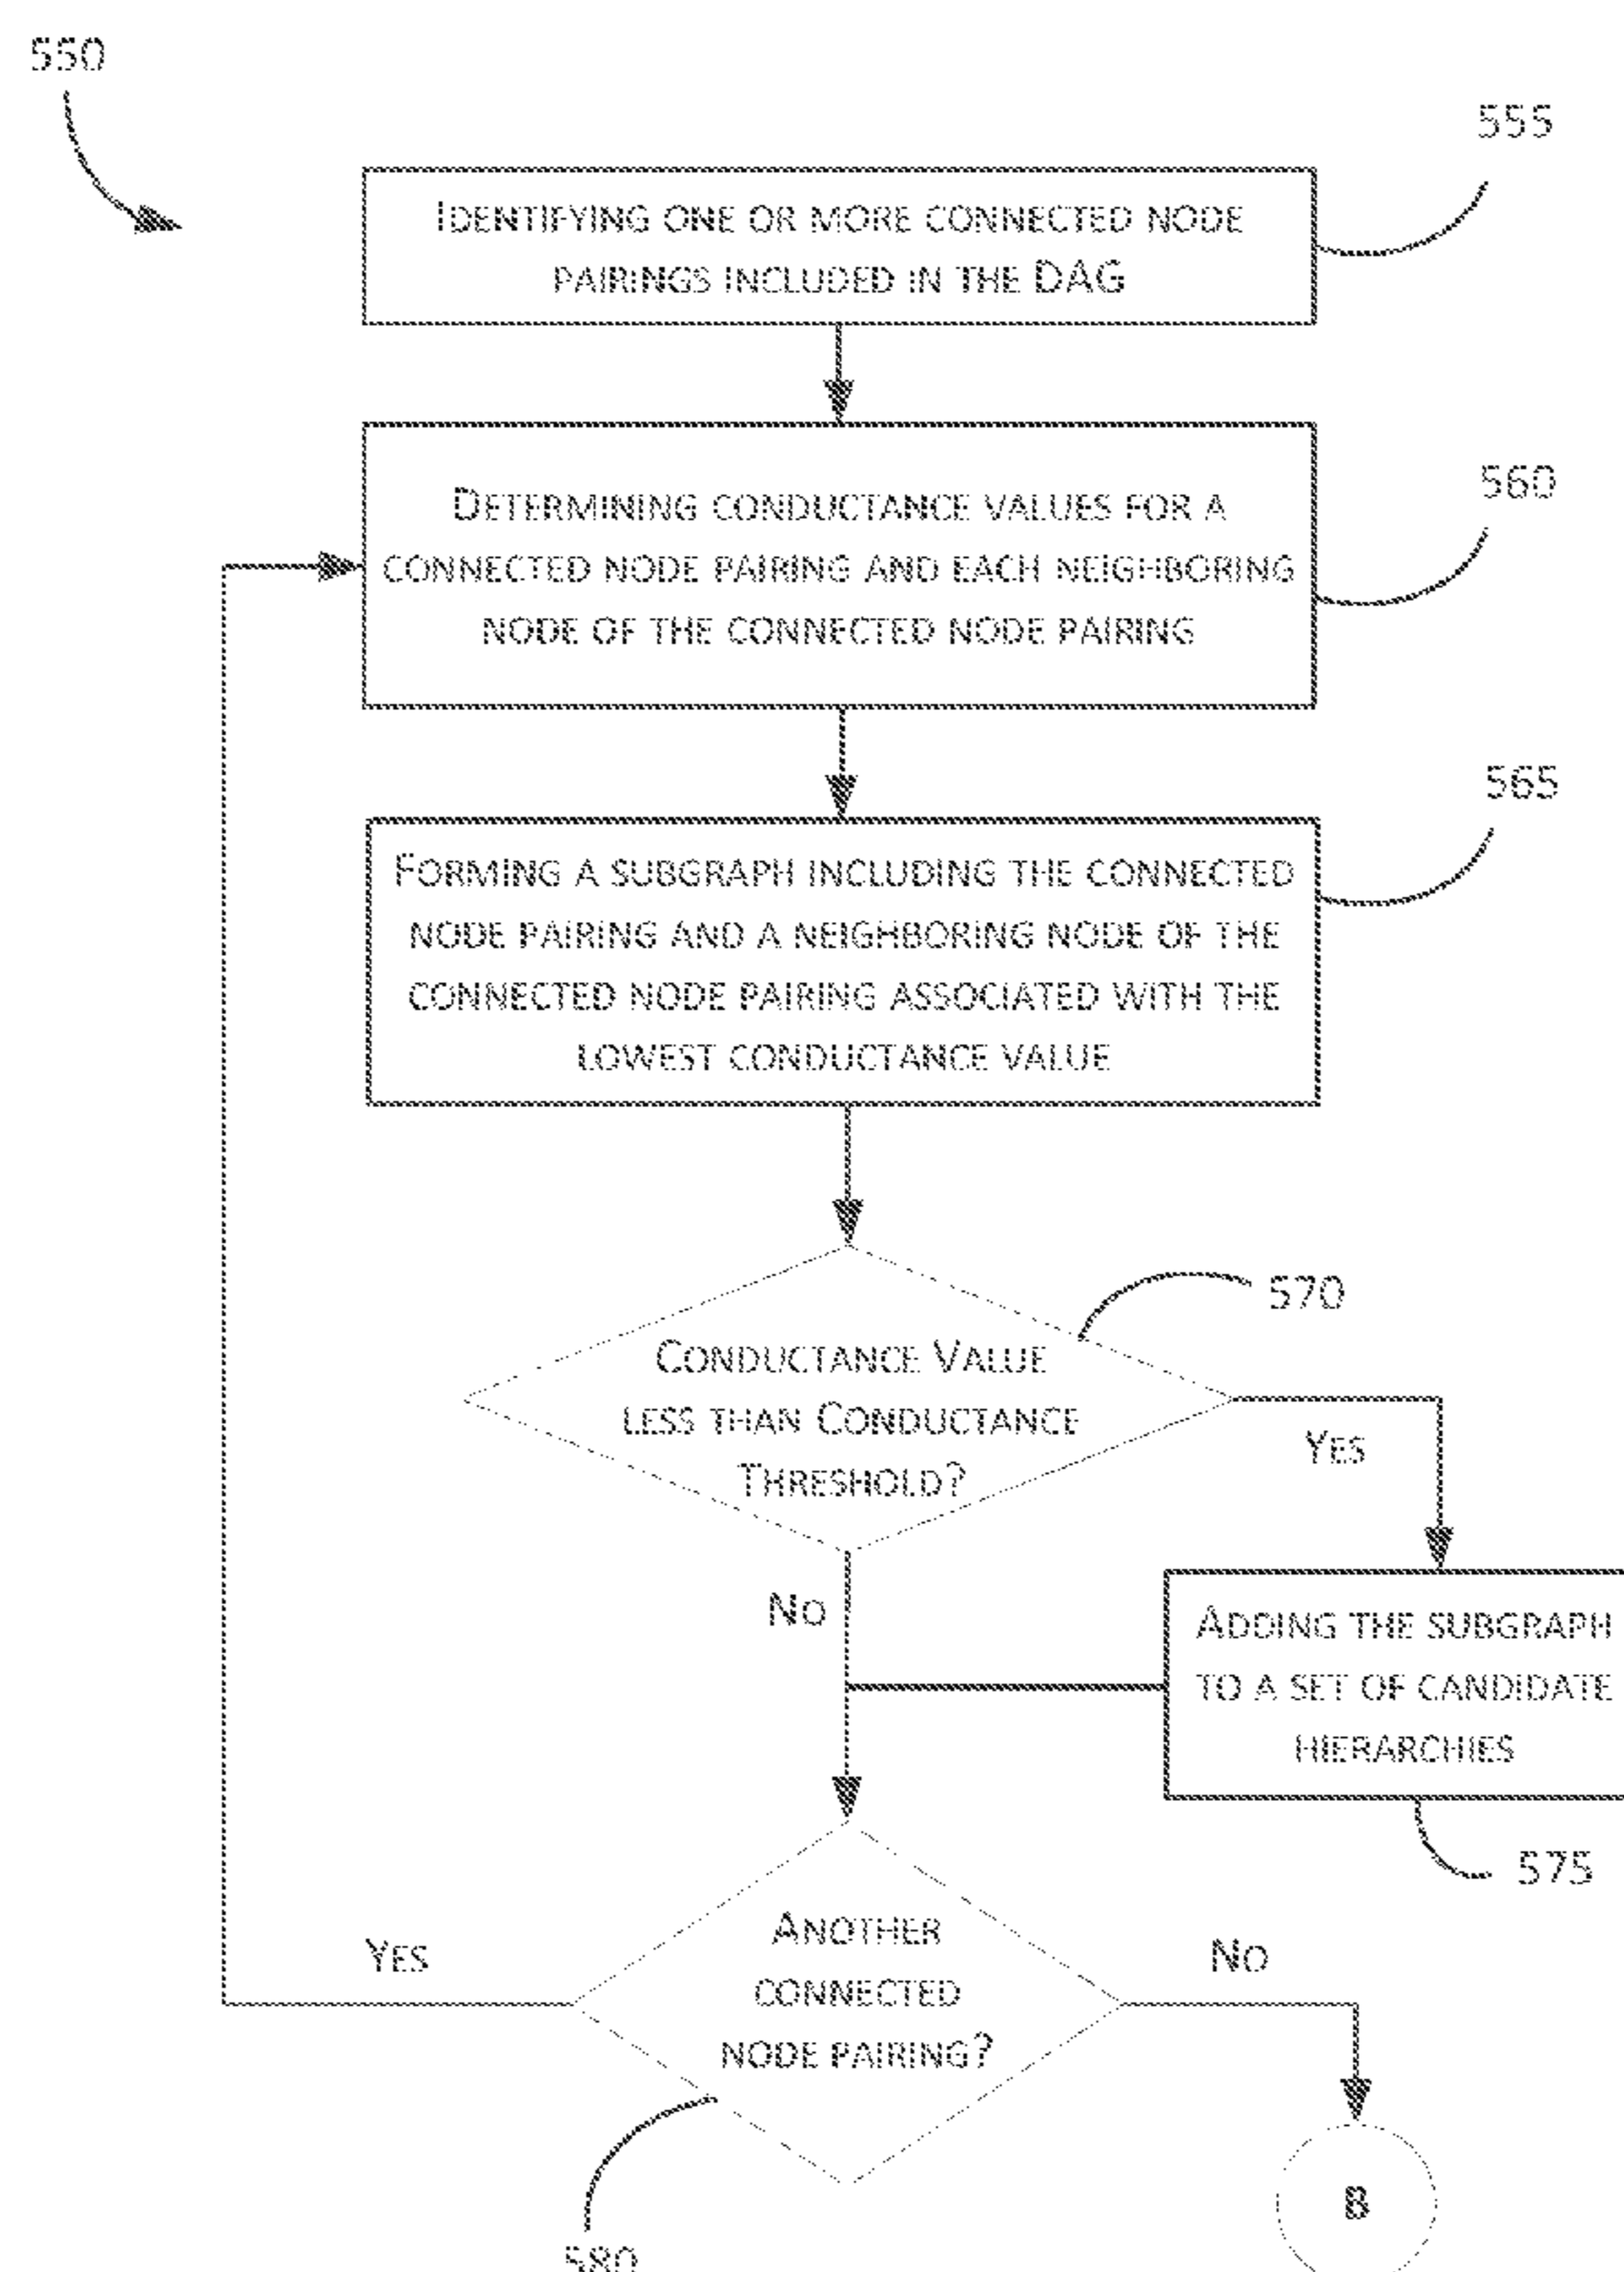 550
555
Identifying one or more connected node
pairings included in the DAG
560
Determining conductance values for a
connected node pairing and each neighboring
node of the connected node pairing
565
Forming a subgraph including the connected
node pairing and a neighboring node of the
connected node pairing associated with the
lowest conductance value
570
Conductance Value
less than Conductance
Threshold?
Yes
No
Adding the subgraph
to a set of candidate
hierarchies
575
Another
connected
node pairing?
Yes
No
580
B